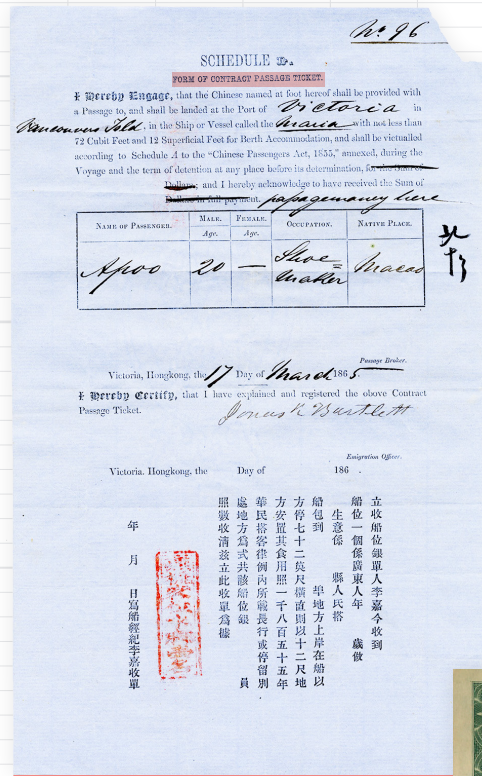 No. 96
SCHEDULE D.
FORM OF CONTRACT PASSAGE TICKET.
I Hereby Engage, that the Chinese named at foot hereof shall be provided with
a Passage to, and shall be landed at the Port of Victoria in
Vancouvers Isld. in the Ship or Vessel called the Maria with not less than
72 Cubit Feet and 12 Superficial Feet for Berth Accommodation, and shall be victualled
according to Schedule A to the "Chinese Passengers Act, 1855," annexed, during the
Voyage and the term of detention at any place before its determination, for the Sum of
Dollars; and I hereby acknowledge to have received the Sum of
Dollars in full payment. passage money here
NAME OF PASSENGER. MALE. Age. FEMALE. Age. OCCUPATION. NATIVE PLACE.
Apoo 20 — Shoe=maker Macao
Passage Broker.
Victoria, Hongkong, the 17 Day of March 1865.
I Hereby Certify, that I have explained and registered the above Contract
Passage Ticket.
Emigration Officer.
Victoria. Hongkong, the Day of 186 .
立收船位銀單人李嘉今收到
船位一個係廣東人年 歲做
生意係 縣人氏搭
船包到 埠地方上岸在船以
方停七十二英尺橫直則以十二尺地
方安置其食用照一千八百五十五年
華民搭客律例內所載長行或停留別
處地方為式共該船位銀 員
照數收清茲立此收單為據
年 月 日寫船經紀李嘉收單